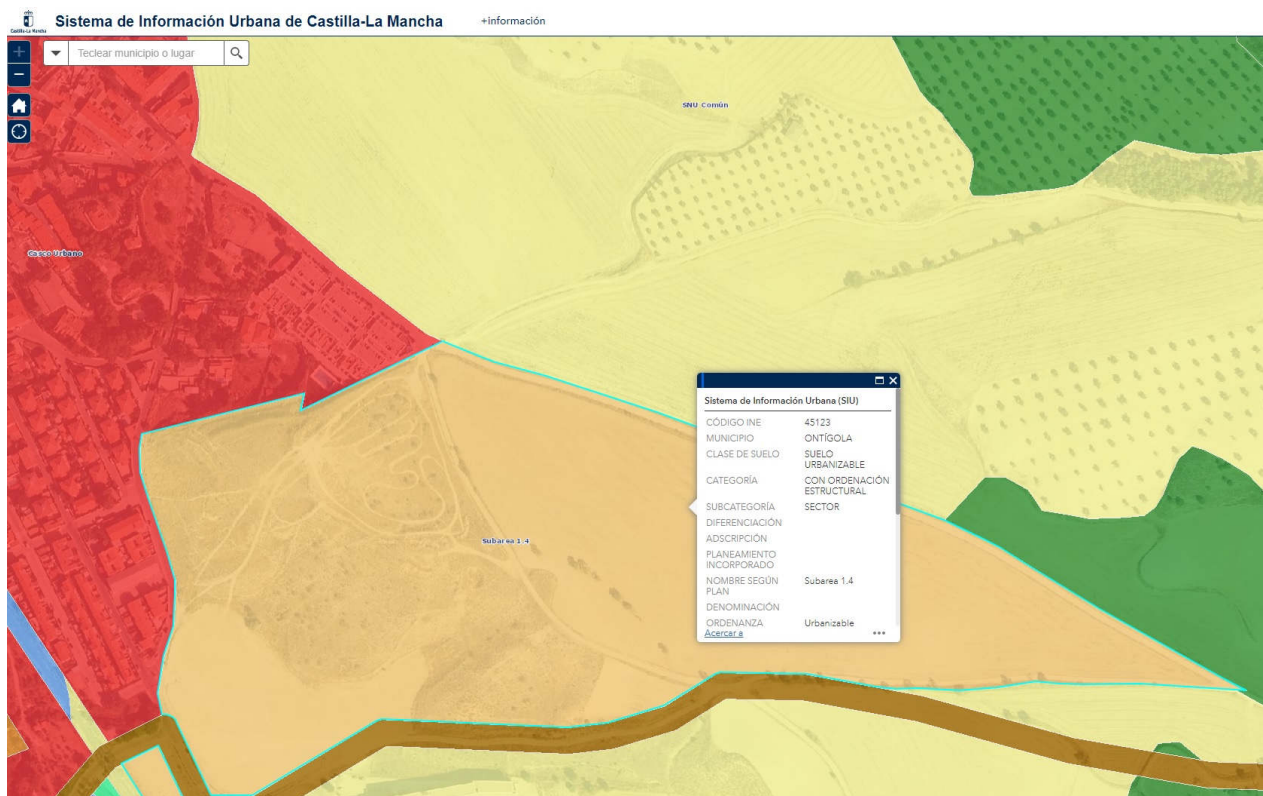 Castilla-La Mancha
Sistema de Información Urbana de Castilla-La Mancha
+información
Teclear municipio o lugar
SNU Común
Casco Urbano
Subarea 1.4
Sistema de Información Urbana (SIU)
CÓDIGO INE 45123
MUNICIPIO ONTÍGOLA
CLASE DE SUELO SUELO
URBANIZABLE
CATEGORÍA CON ORDENACIÓN
ESTRUCTURAL
SUBCATEGORÍA SECTOR
DIFERENCIACIÓN
ADSCRIPCIÓN
PLANEAMIENTO
INCORPORADO
NOMBRE SEGÚN Subarea 1.4
PLAN
DENOMINACIÓN
ORDENANZA Urbanizable
Acercar a